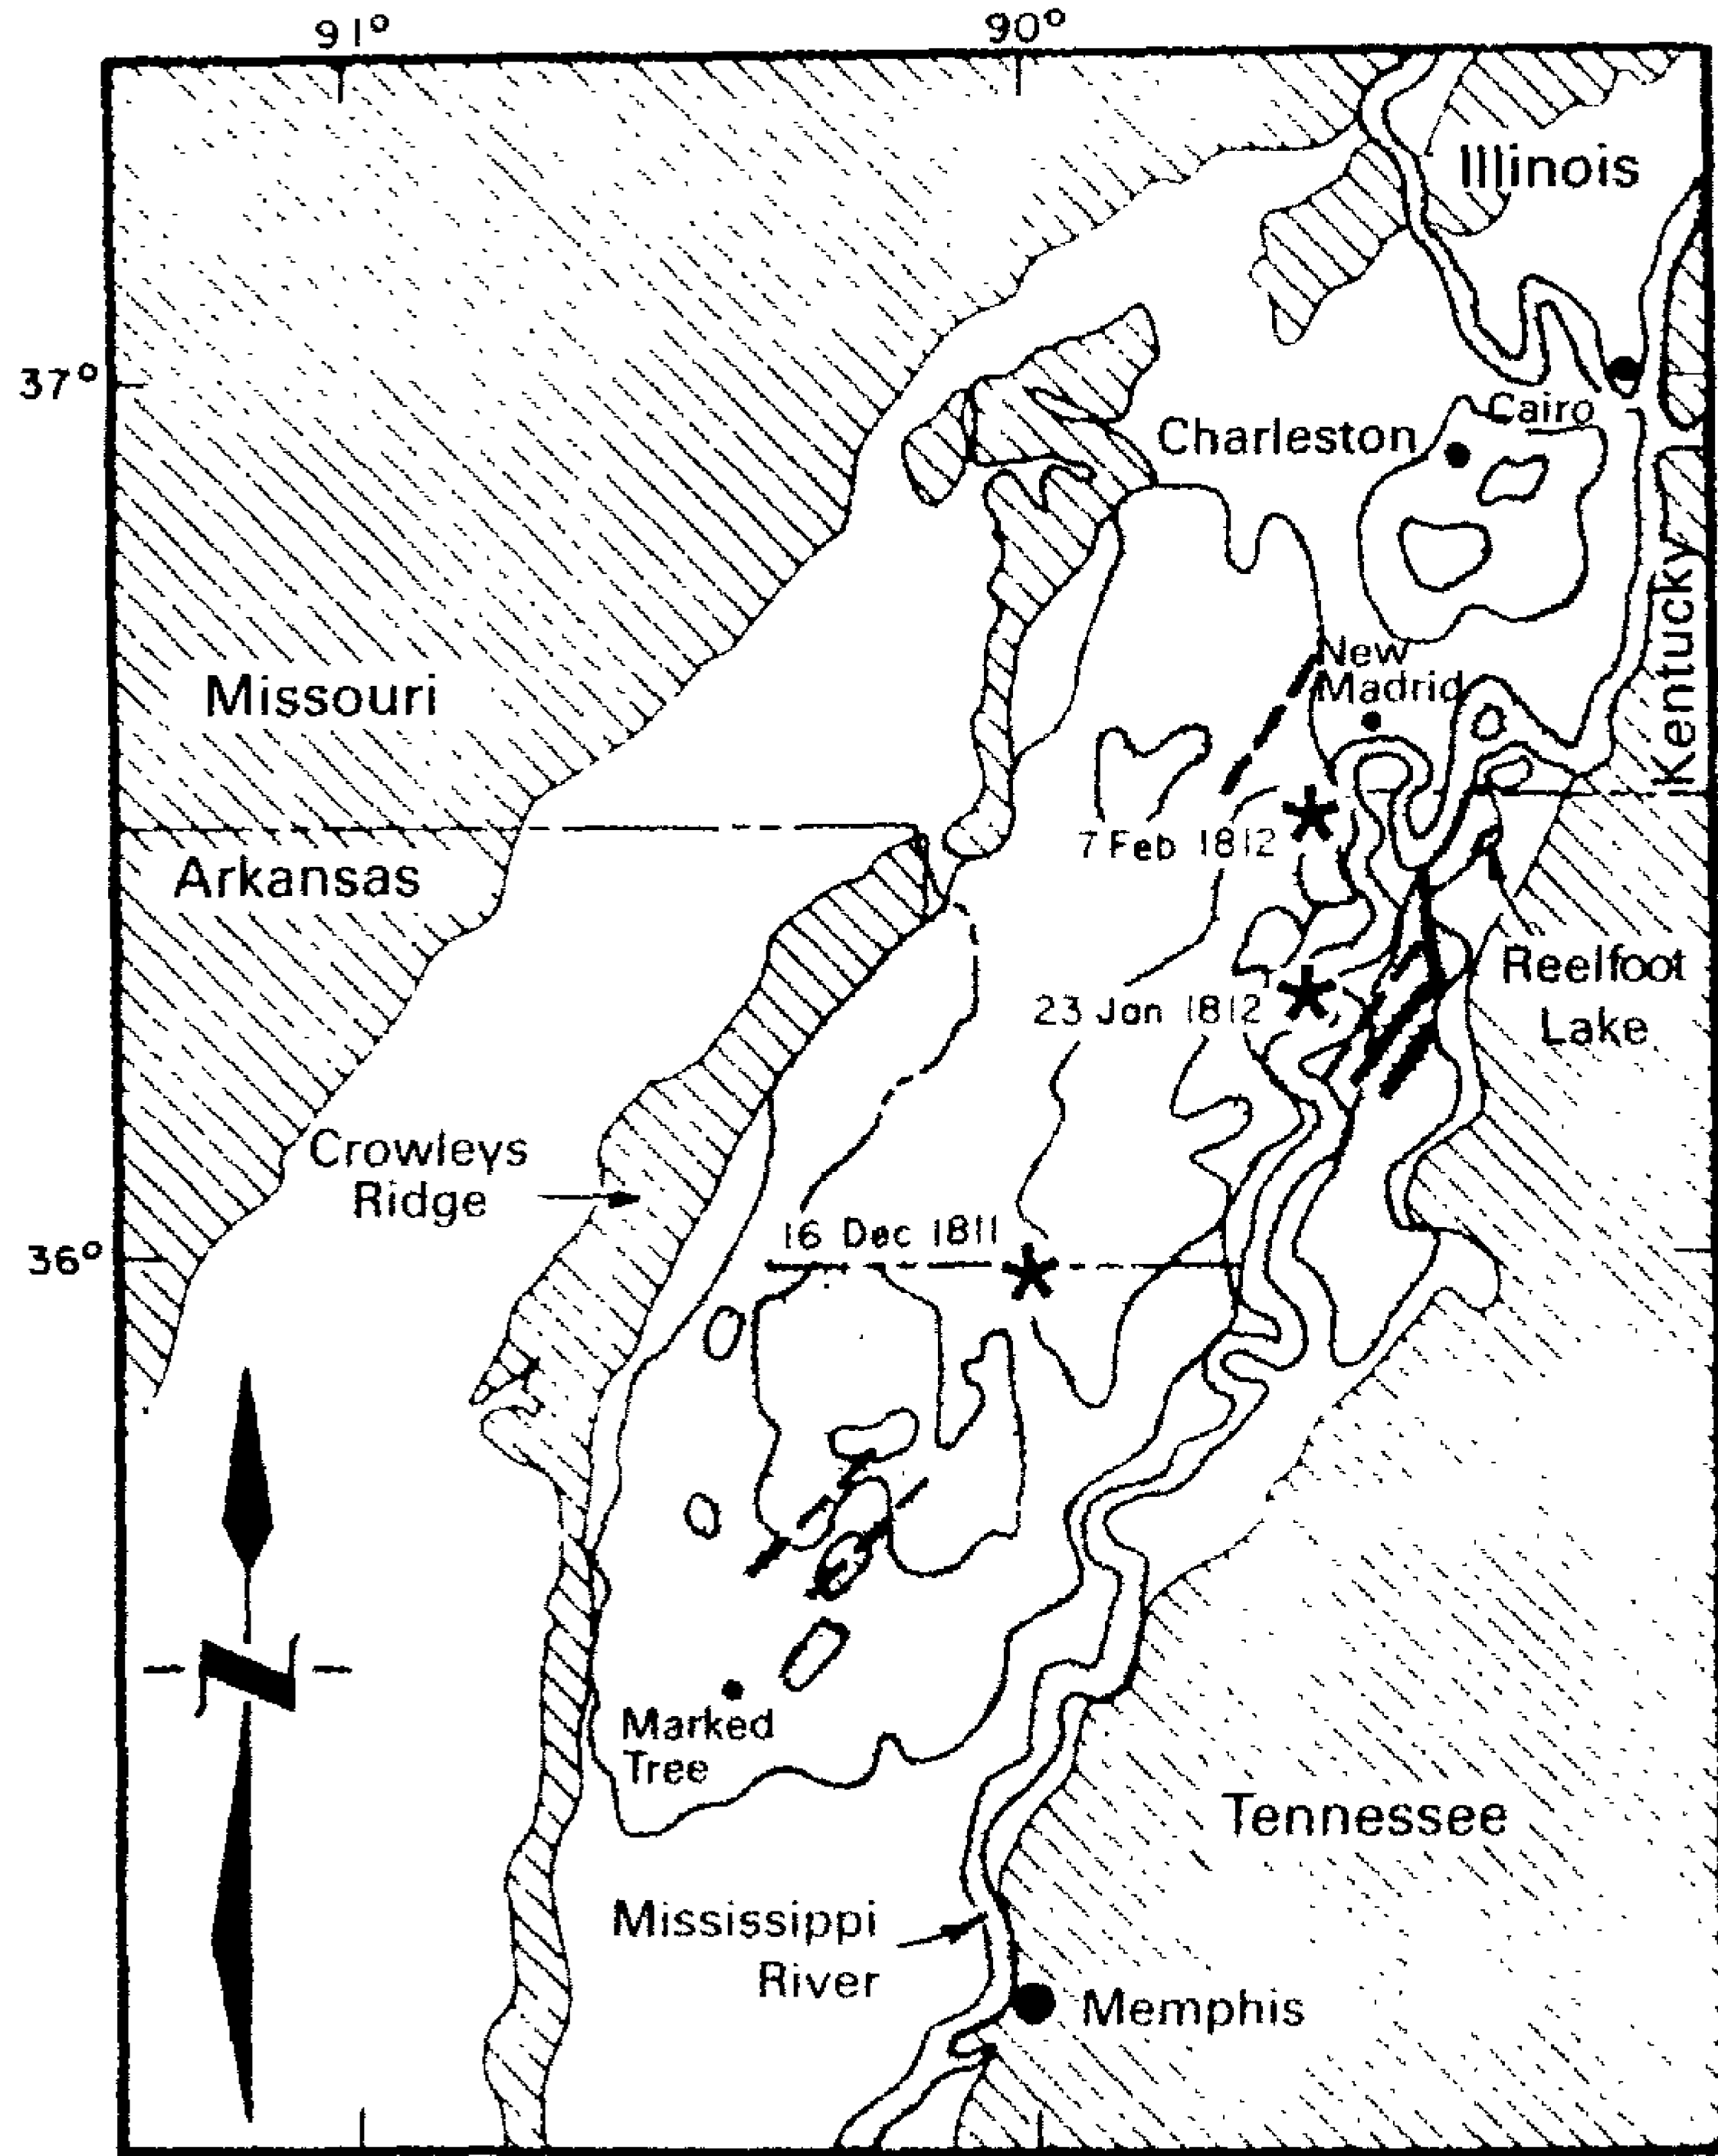 91°
90°
Illinois
37°
Cairo
Charleston
Kentucky
New
Madrid
Missouri
7 Feb 1812
Arkansas
Reelfoot
Lake
23 Jan 1812
Crowleys
Ridge
16 Dec 1811
36°
N
Marked
Tree
Tennessee
Mississippi
River
Memphis